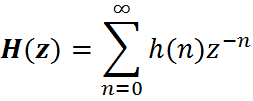 H(z) = ∑_{n=0}^{∞} h(n)z^{-n}